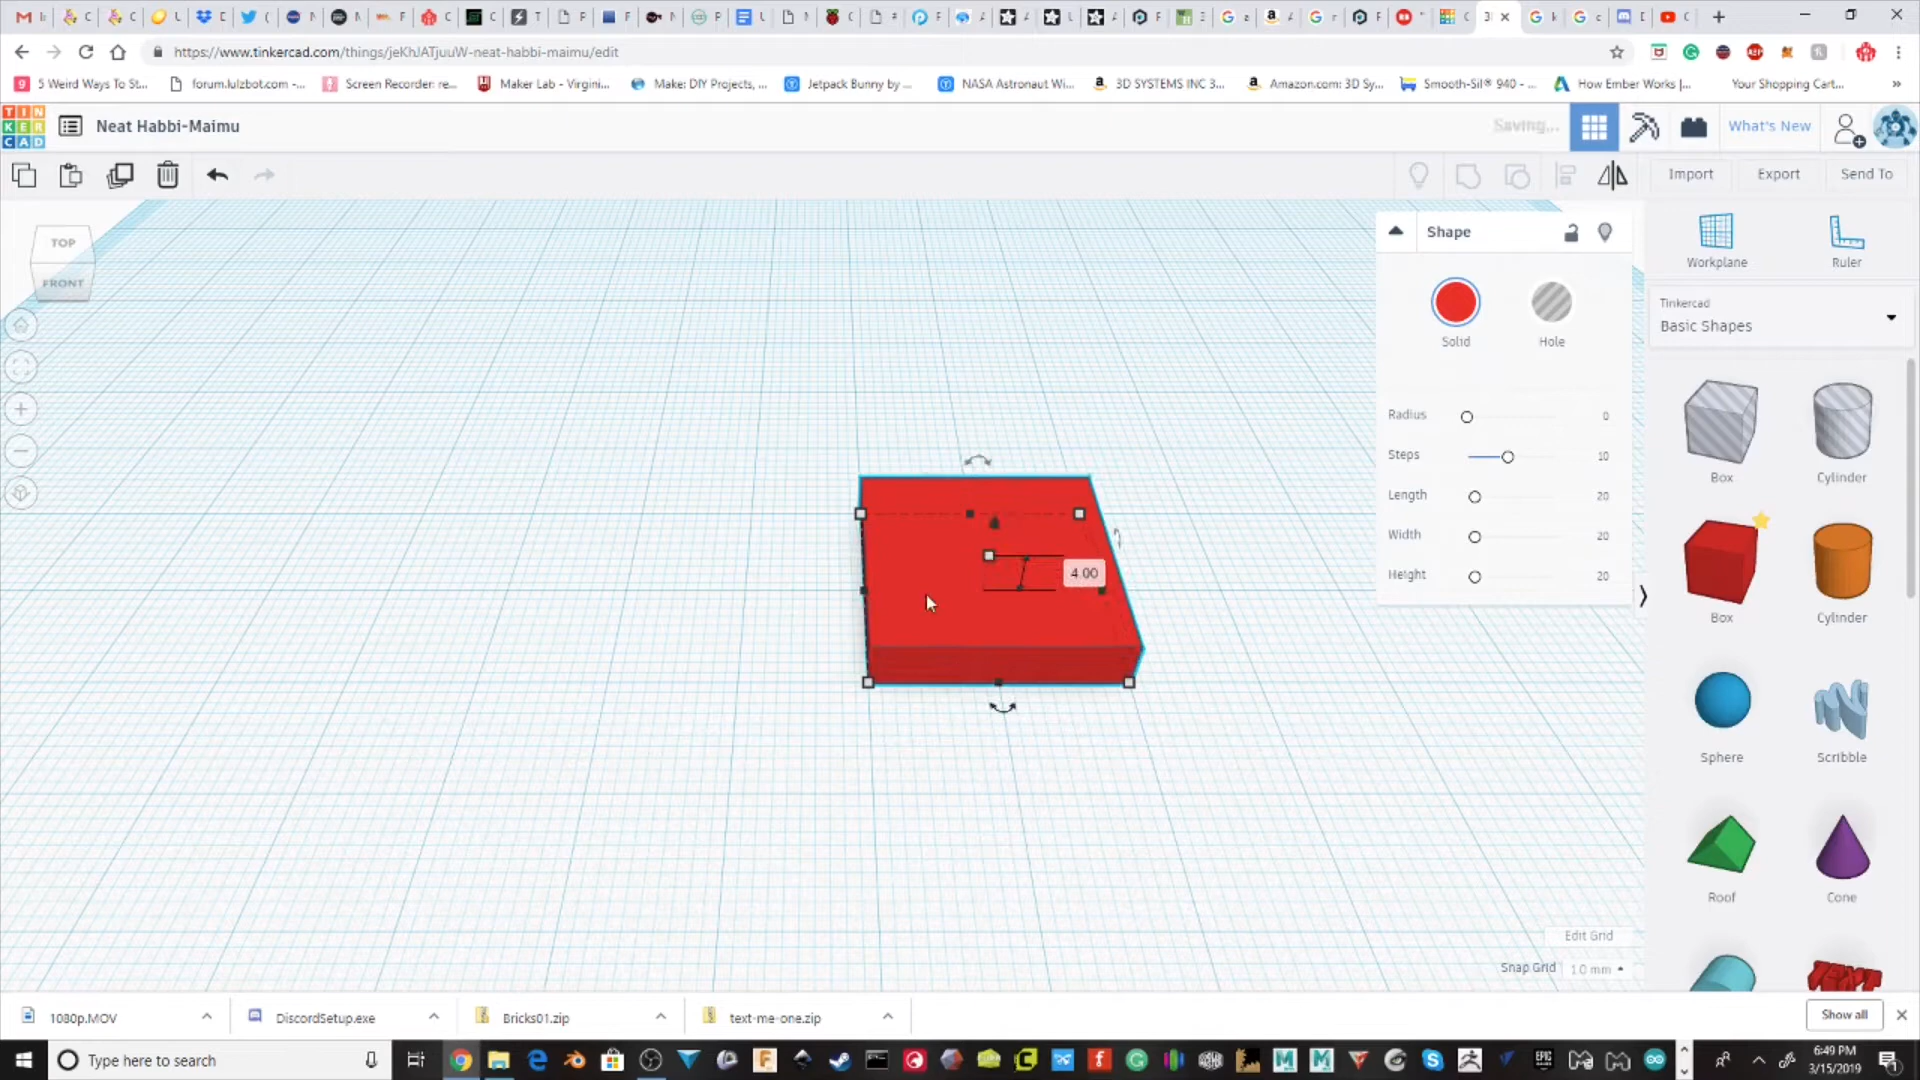 https://www.tinkercad.com/things/jeKhJATjuuW-neat-habbi-maimu/edit
5 Weird Ways To St...
forum.lulzbot.com -...
Screen Recorder: re...
Maker Lab - Virgini...
Make: DIY Projects, ...
Jetpack Bunny by ...
NASA Astronaut Wi...
3D SYSTEMS INC 3...
Amazon.com: 3D Sy...
Smooth-Sil® 940 - ...
How Ember Works |...
Your Shopping Cart...
TIN
KER
CAD
Neat Habbi-Maimu
Saving...
What's New
Import
Export
Send To
TOP
FRONT
Shape
Solid
Hole
Radius 0
Steps 10
Length 20
Width 20
Height 20
4.00
Workplane
Ruler
Tinkercad
Basic Shapes
Box
Cylinder
Box
Cylinder
Sphere
Scribble
Roof
Cone
TEXT
Edit Grid
Snap Grid 1.0 mm
1080p.MOV
DiscordSetup.exe
Bricks01.zip
text-me-one.zip
Show all
Type here to search
6:49 PM
3/15/2019